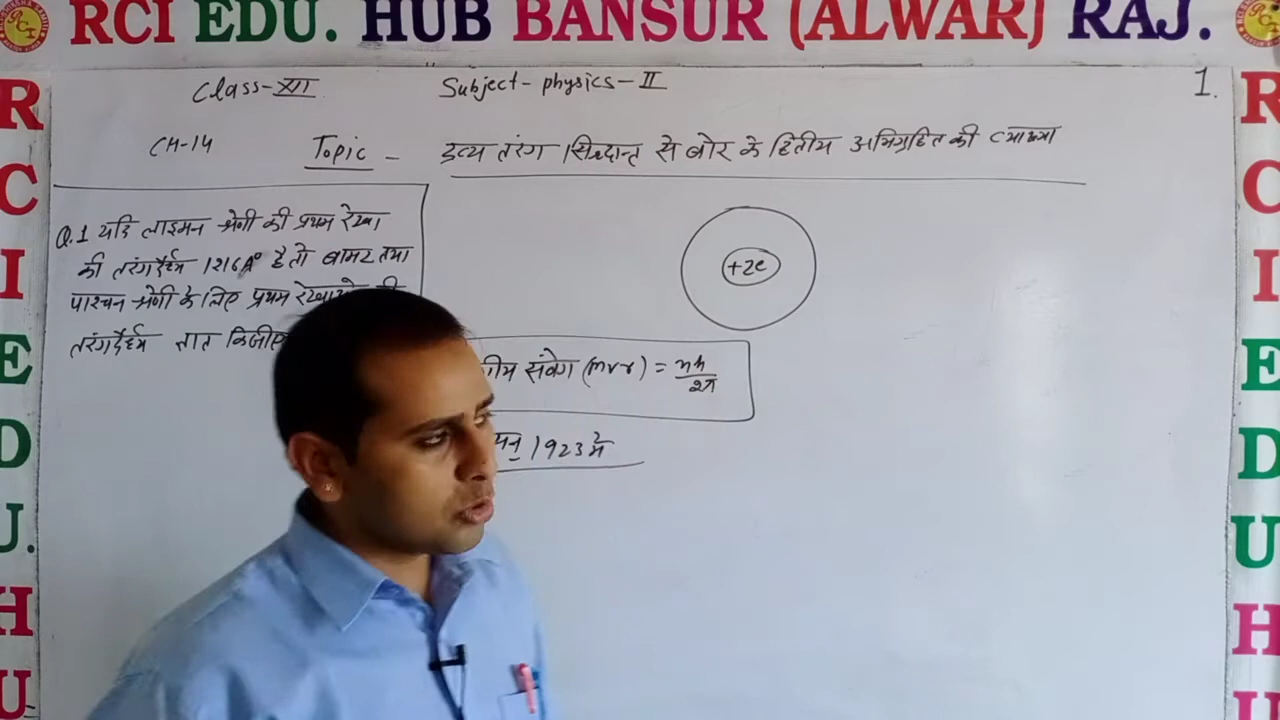 RCI EDU. HUB BANSUR (ALWAR) RAJ.
Class-XII
Subject-physics-II
1.
CH-14
Topic -
द्रव्य तरंग सिद्धान्त से बोर के द्वितीय अभिग्रहित की व्याख्या
Q.1 यदि लाइमन श्रेणी की प्रथम रेखा
की तरंगदैर्ध्य 1216A° है तो बामर तथा
पाश्चन श्रेणी के लिए प्रथम
तरंगदैर्ध्य ज्ञात
+ze
संवेग (mvr) = nh/2π
1923 में
R
C
I
E
D
U.
H
U
R
C
I
E
D
U
H
U